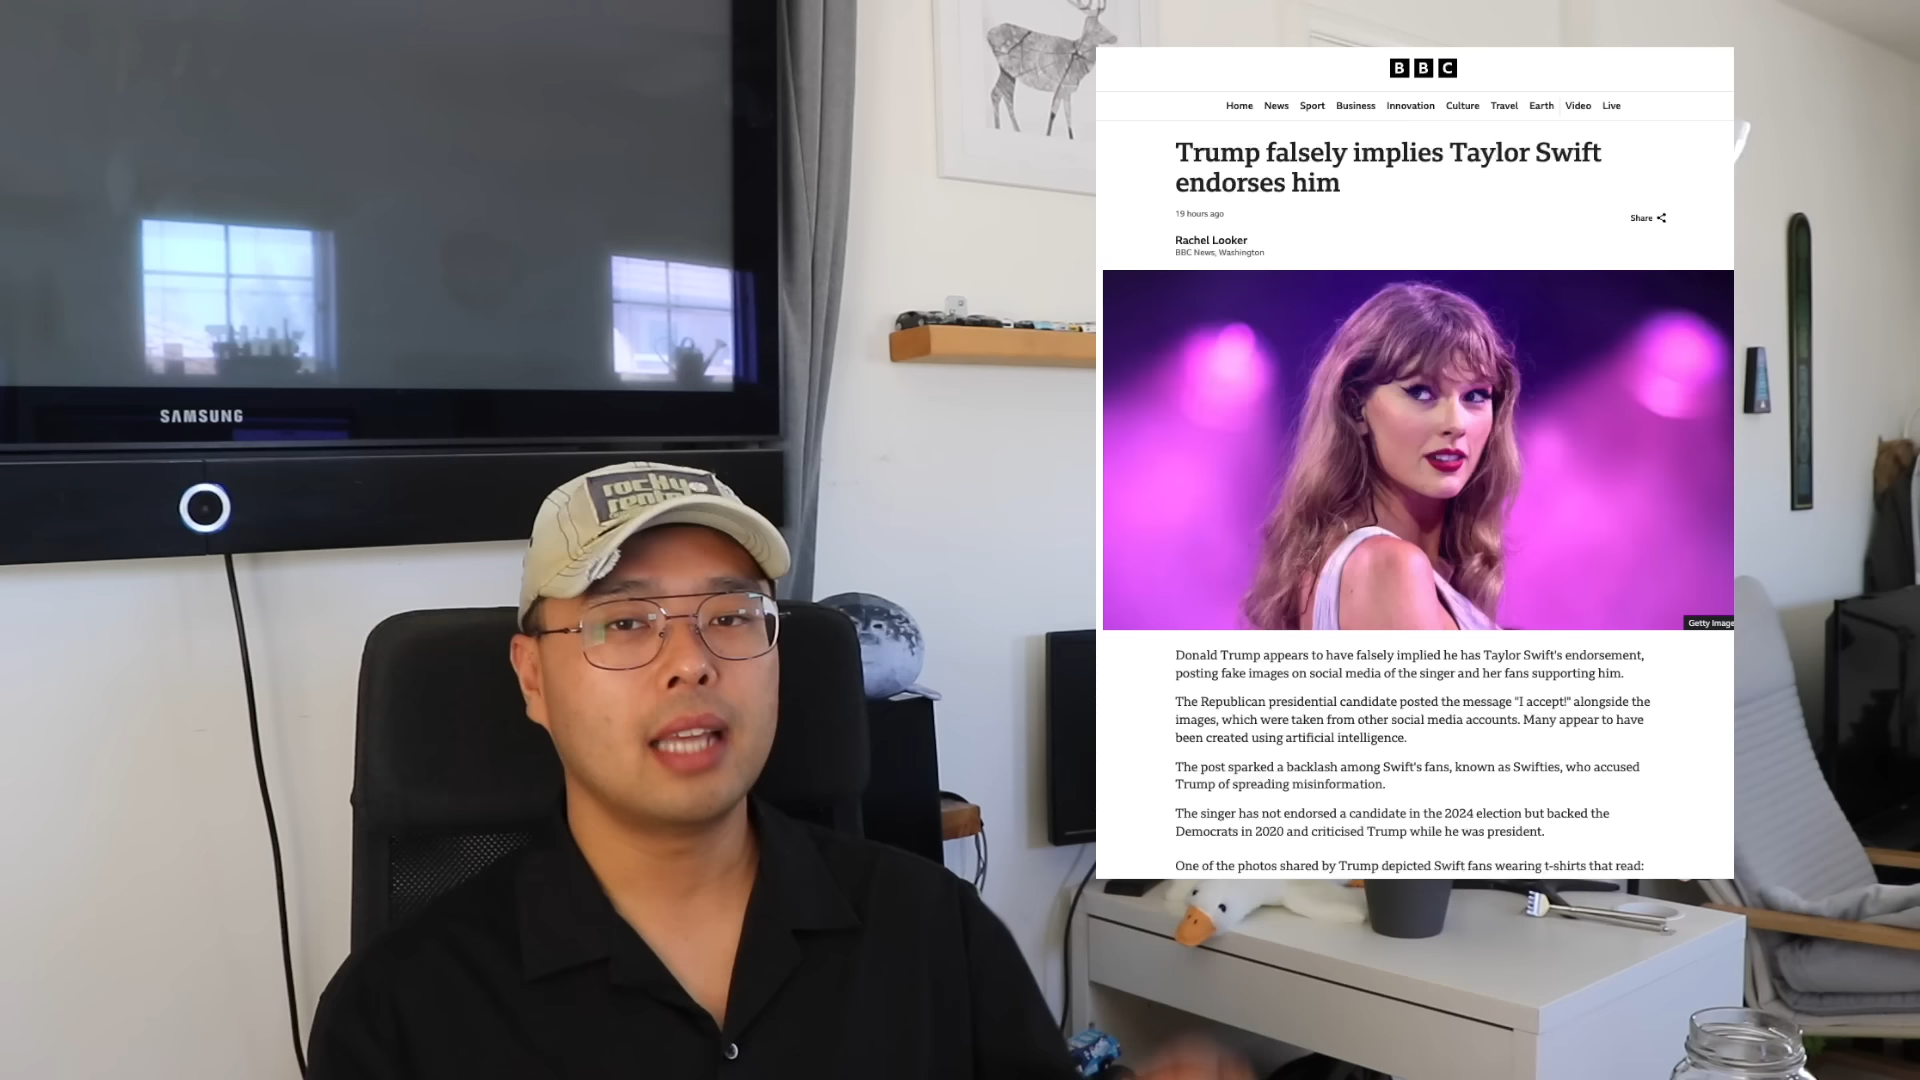 SAMSUNG
rocky
BBC
Home News Sport Business Innovation Culture Travel Earth Video Live
Trump falsely implies Taylor Swift
endorses him
19 hours ago
Share
Rachel Looker
BBC News, Washington
Getty Image
Donald Trump appears to have falsely implied he has Taylor Swift's endorsement,
posting fake images on social media of the singer and her fans supporting him.
The Republican presidential candidate posted the message "I accept!" alongside the
images, which were taken from other social media accounts. Many appear to have
been created using artificial intelligence.
The post sparked a backlash among Swift's fans, known as Swifties, who accused
Trump of spreading misinformation.
The singer has not endorsed a candidate in the 2024 election but backed the
Democrats in 2020 and criticised Trump while he was president.
One of the photos shared by Trump depicted Swift fans wearing t-shirts that read: